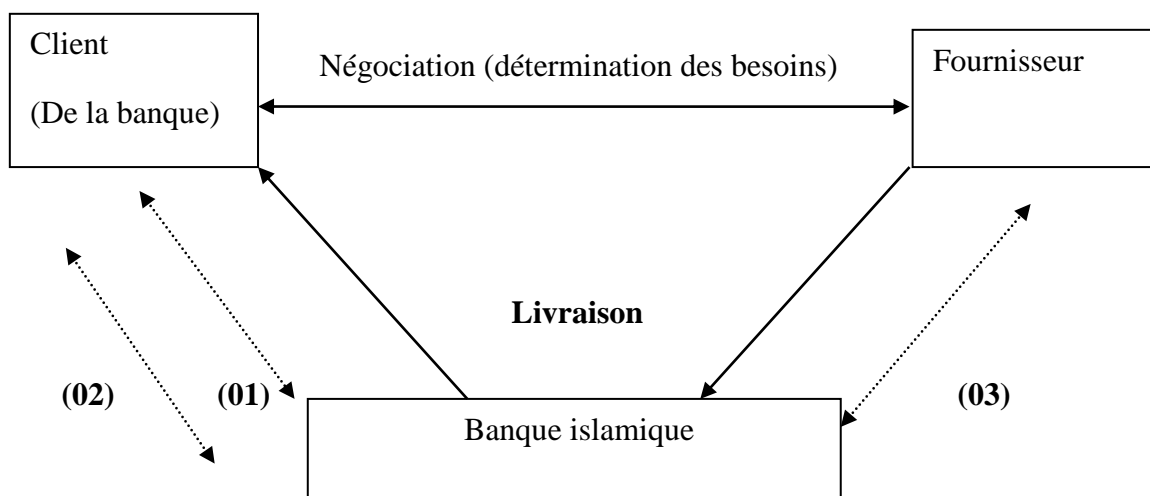 Client
(De la banque)
Négociation (détermination des besoins)
Fournisseur
Livraison
(02)
(01)
(03)
Banque islamique